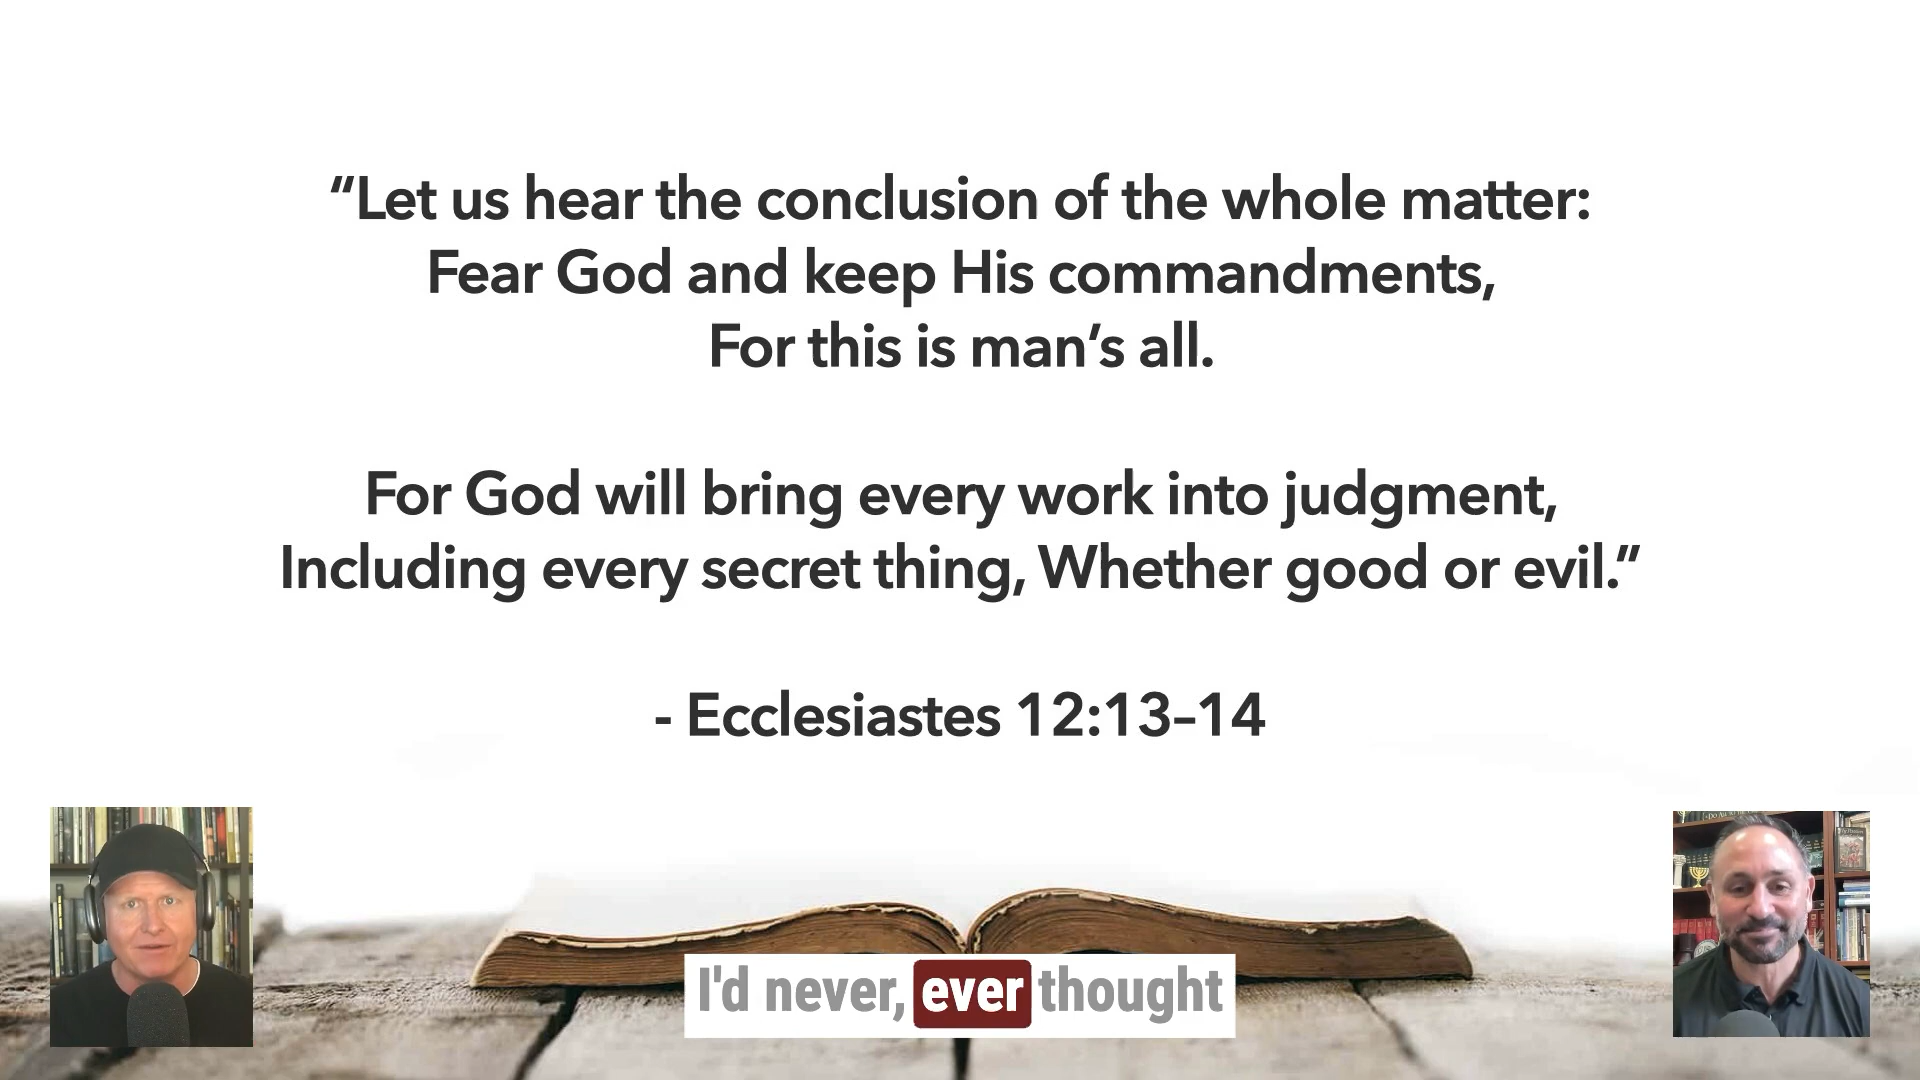 “Let us hear the conclusion of the whole matter:
Fear God and keep His commandments,
For this is man’s all.
For God will bring every work into judgment,
Including every secret thing, Whether good or evil.”
- Ecclesiastes 12:13–14
I'd never, ever thought